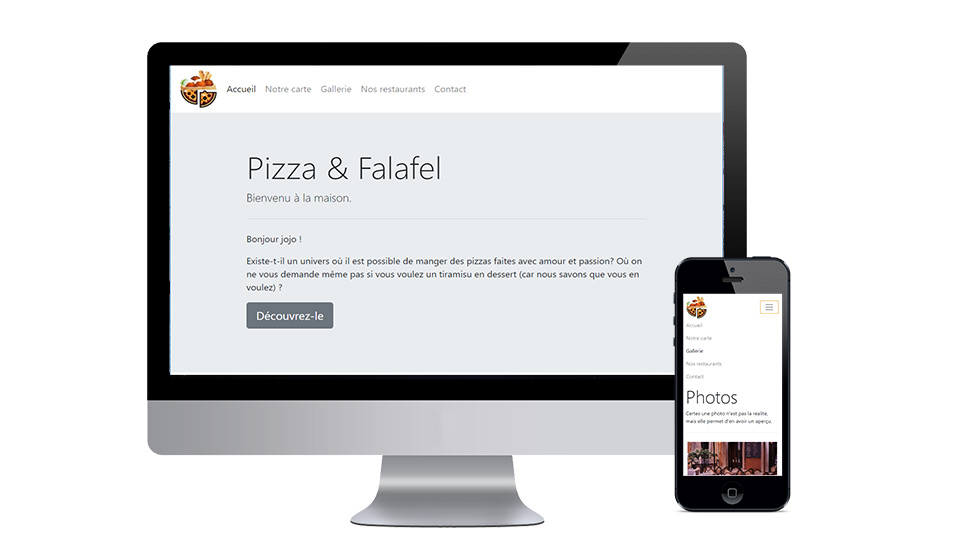 Accueil Notre carte Gallerie Nos restaurants Contact
Pizza & Falafel
Bienvenu à la maison.
Bonjour jojo !
Existe-t-il un univers où il est possible de manger des pizzas faites avec amour et passion? Où on
ne vous demande même pas si vous voulez un tiramisu en dessert (car nous savons que vous en
voulez) ?
Découvrez-le
Accueil
Notre carte
Gallerie
Nos restaurants
Contact
Photos
Certes une photo n'est pas la réalité,
mais elle permet d'en avoir un aperçu.